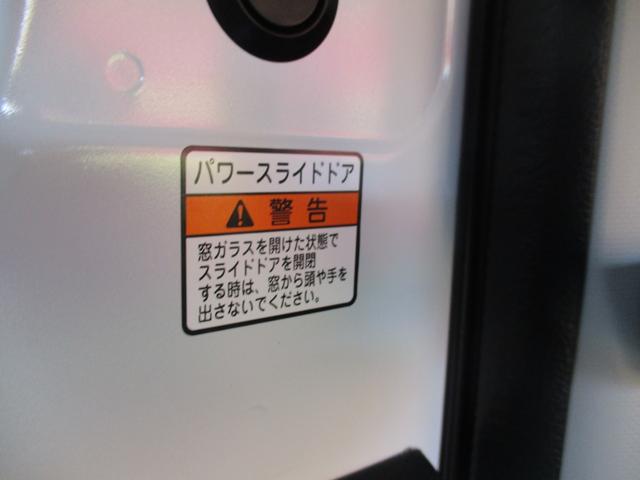 パワースライドドア
警告
窓ガラスを開けた状態で
スライドドアを開閉
する時は、窓から頭や手を
出さないでください。